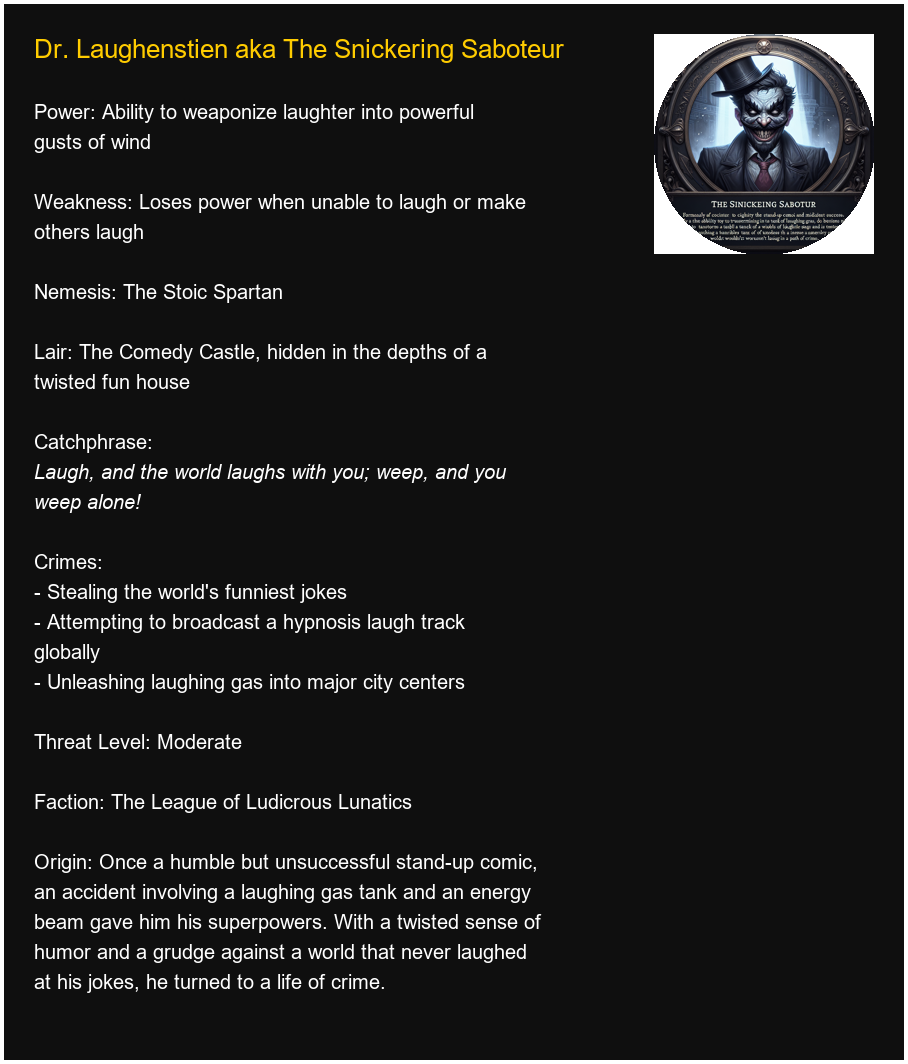 Dr. Laughenstien aka The Snickering Saboteur
Power: Ability to weaponize laughter into powerful
gusts of wind
Weakness: Loses power when unable to laugh or make
others laugh
Nemesis: The Stoic Spartan
Lair: The Comedy Castle, hidden in the depths of a
twisted fun house
Catchphrase:
Laugh, and the world laughs with you; weep, and you
weep alone!
Crimes:
- Stealing the world's funniest jokes
- Attempting to broadcast a hypnosis laugh track
globally
- Unleashing laughing gas into major city centers
Threat Level: Moderate
Faction: The League of Ludicrous Lunatics
Origin: Once a humble but unsuccessful stand-up comic,
an accident involving a laughing gas tank and an energy
beam gave him his superpowers. With a twisted sense of
humor and a grudge against a world that never laughed
at his jokes, he turned to a life of crime.
The Sinickeing Sabotur